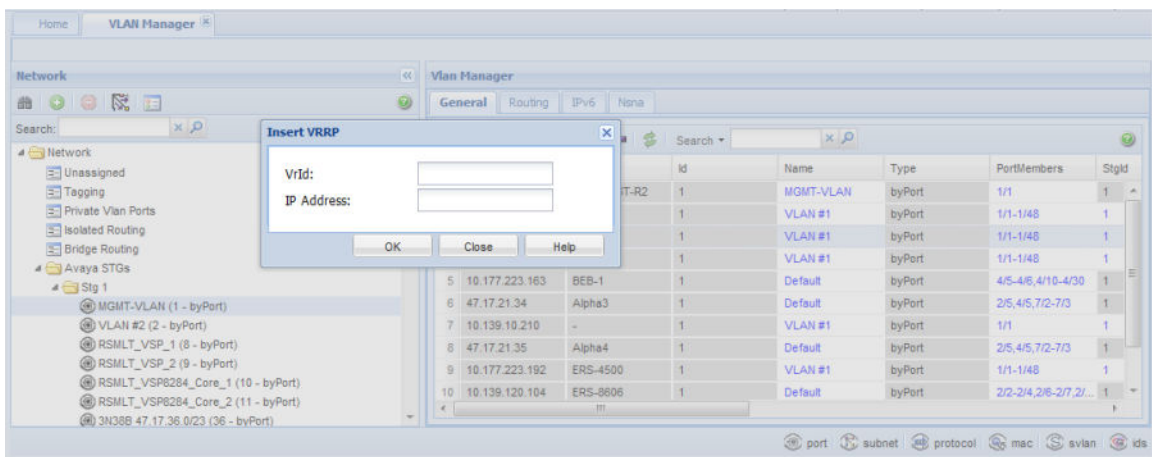 Home VLAN Manager
Network
Search:
Network
Unassigned
Tagging
Private Vlan Ports
Isolated Routing
Bridge Routing
Avaya STGs
Stg 1
MGMT-VLAN (1 - byPort)
VLAN #2 (2 - byPort)
RSMLT_VSP_1 (8 - byPort)
RSMLT_VSP_2 (9 - byPort)
RSMLT_VSP8284_Core_1 (10 - byPort)
RSMLT_VSP8284_Core_2 (11 - byPort)
3N38B 47.17.36.0/23 (36 - byPort)
Insert VRRP
VrId:
IP Address:
OK Close Help
Vlan Manager
General Routing IPv6 Nsna
Search
Id Name Type PortMembers StgId
T-R2 1 MGMT-VLAN byPort 1/1 1
1 VLAN #1 byPort 1/1-1/48 1
1 VLAN #1 byPort 1/1-1/48 1
1 VLAN #1 byPort 1/1-1/48 1
5 10.177.223.163 BEB-1 1 Default byPort 4/5-4/6,4/10-4/30 1
6 47.17.21.34 Alpha3 1 Default byPort 2/5,4/5,7/2-7/3 1
7 10.139.10.210 - 1 VLAN #1 byPort 1/1 1
8 47.17.21.35 Alpha4 1 Default byPort 2/5,4/5,7/2-7/3 1
9 10.177.223.192 ERS-4500 1 VLAN #1 byPort 1/1-1/48 1
10 10.139.120.104 ERS-8606 1 Default byPort 2/2-2/4,2/6-2/7,2/... 1
port subnet protocol mac svlan ids